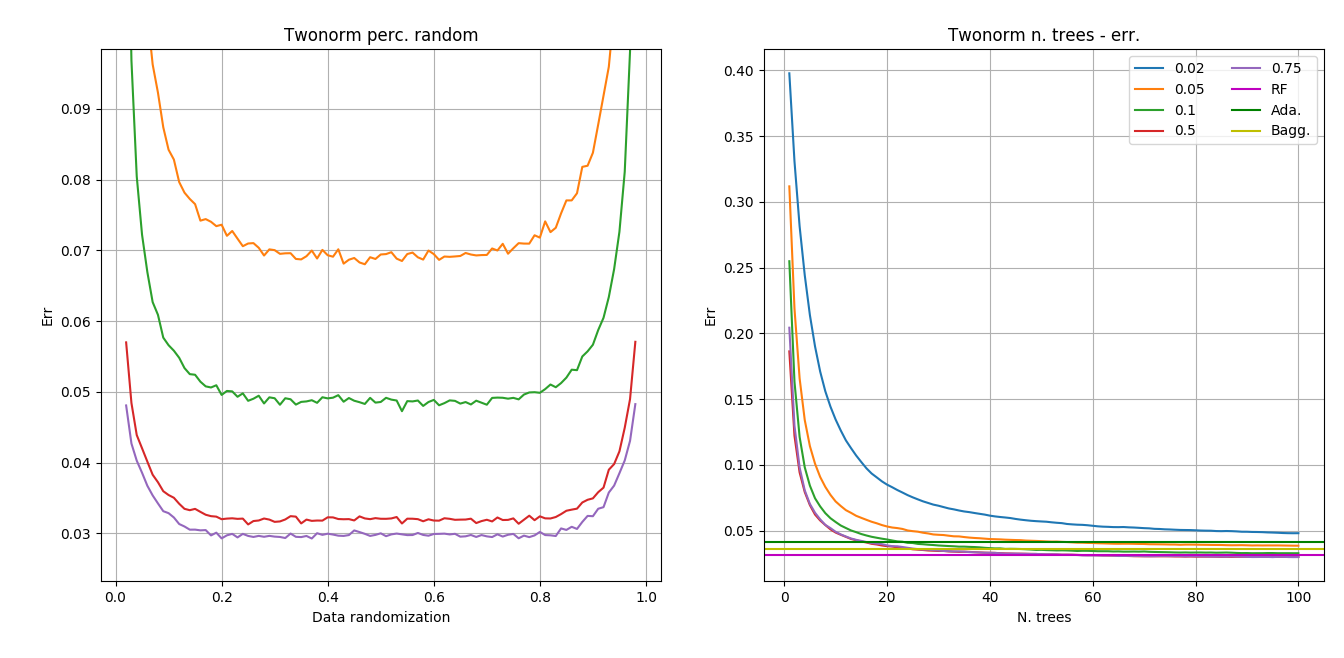 Twonorm perc. random
Err
0.09
0.08
0.07
0.06
0.05
0.04
0.03
0.0 0.2 0.4 0.6 0.8 1.0
Data randomization
Twonorm n. trees - err.
Err
0.40
0.35
0.30
0.25
0.20
0.15
0.10
0.05
0.02 0.75
0.05 RF
0.1 Ada.
0.5 Bagg.
0 20 40 60 80 100
N. trees